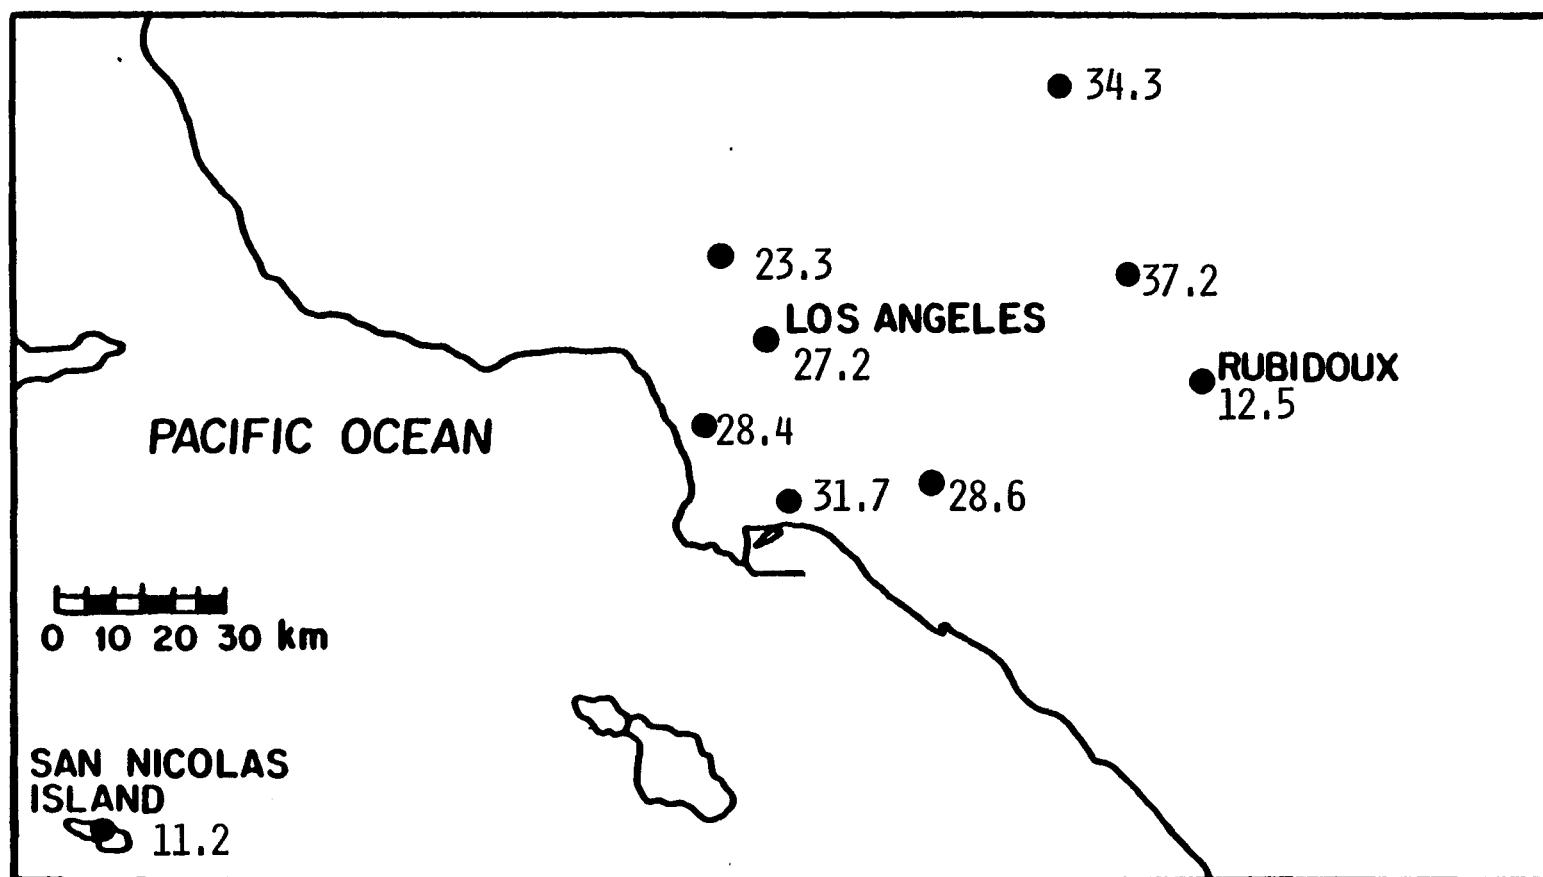 34.3
23.3
37.2
LOS ANGELES
27.2
RUBIDOUX
12.5
PACIFIC OCEAN
28.4
31.7
28.6
0 10 20 30 km
SAN NICOLAS
ISLAND
11.2